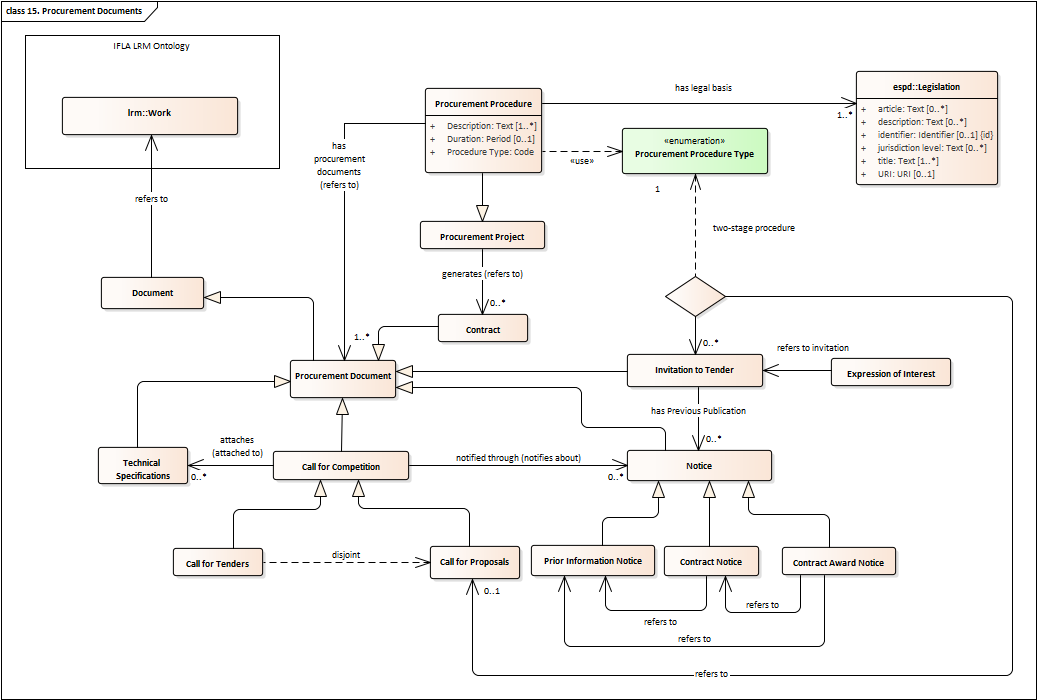 class 15. Procurement Documents
IFLA LRM Ontology
lrm::Work
Procurement Procedure
+ Description: Text [1..*]
+ Duration: Period [0..1]
+ Procedure Type: Code
has legal basis
1..*
espd::Legislation
+ article: Text [0..*]
+ description: Text [0..*]
+ identifier: Identifier [0..1] {id}
+ jurisdiction level: Text [0..*]
+ title: Text [1..*]
+ URI: URI [0..1]
«enumeration»
Procurement Procedure Type
«use»
1
has
procurement
documents
(refers to)
refers to
two-stage procedure
Procurement Project
generates (refers to)
0..*
Document
Contract
1..*
0..*
refers to invitation
Procurement Document
Invitation to Tender
Expression of Interest
has Previous Publication
0..*
attaches
(attached to)
Technical
Specifications
0..*
Call for Competition
notified through (notifies about)
0..*
Notice
Call for Tenders
disjoint
Call for Proposals
0..1
Prior Information Notice
Contract Notice
Contract Award Notice
refers to
refers to
refers to
refers to